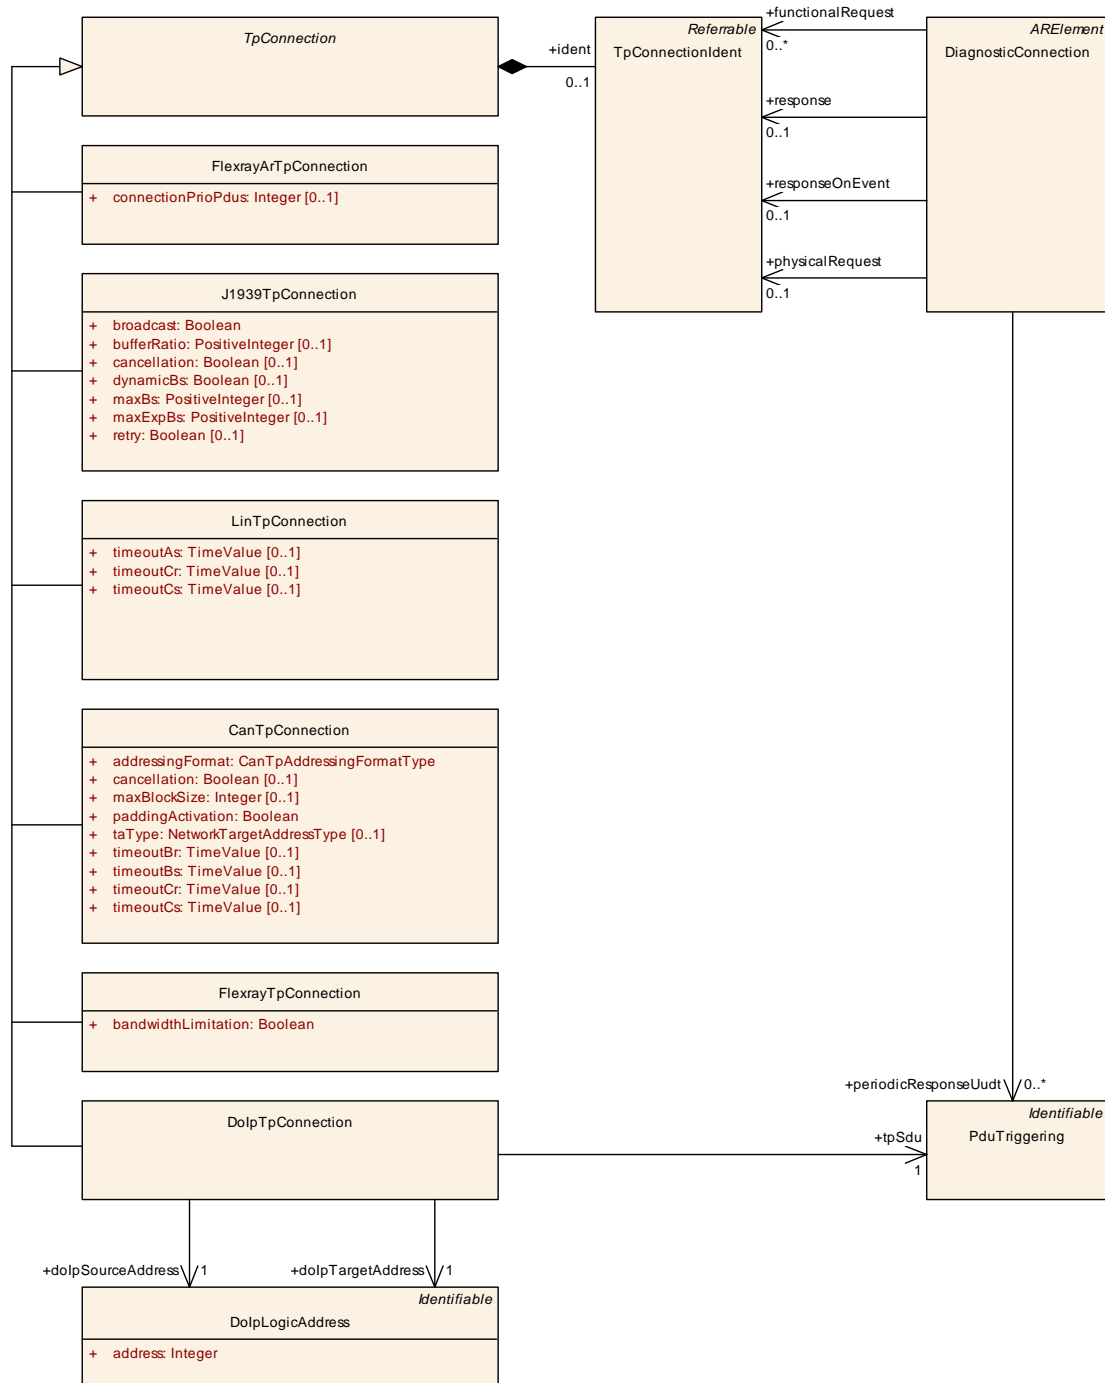 TpConnection
+ident
0..1
Referrable
TpConnectionIdent
+functionalRequest
0..*
+response
0..1
+responseOnEvent
0..1
+physicalRequest
0..1
ARElement
DiagnosticConnection
FlexrayArTpConnection
+ connectionPrioPdus: Integer [0..1]
J1939TpConnection
+ broadcast: Boolean
+ bufferRatio: PositiveInteger [0..1]
+ cancellation: Boolean [0..1]
+ dynamicBs: Boolean [0..1]
+ maxBs: PositiveInteger [0..1]
+ maxExpBs: PositiveInteger [0..1]
+ retry: Boolean [0..1]
LinTpConnection
+ timeoutAs: TimeValue [0..1]
+ timeoutCr: TimeValue [0..1]
+ timeoutCs: TimeValue [0..1]
CanTpConnection
+ addressingFormat: CanTpAddressingFormatType
+ cancellation: Boolean [0..1]
+ maxBlockSize: Integer [0..1]
+ paddingActivation: Boolean
+ taType: NetworkTargetAddressType [0..1]
+ timeoutBr: TimeValue [0..1]
+ timeoutBs: TimeValue [0..1]
+ timeoutCr: TimeValue [0..1]
+ timeoutCs: TimeValue [0..1]
FlexrayTpConnection
+ bandwidthLimitation: Boolean
+periodicResponseUudt 0..*
DoIpTpConnection
+tpSdu
1
Identifiable
PduTriggering
+doIpSourceAddress 1
+doIpTargetAddress 1
Identifiable
DoIpLogicAddress
+ address: Integer